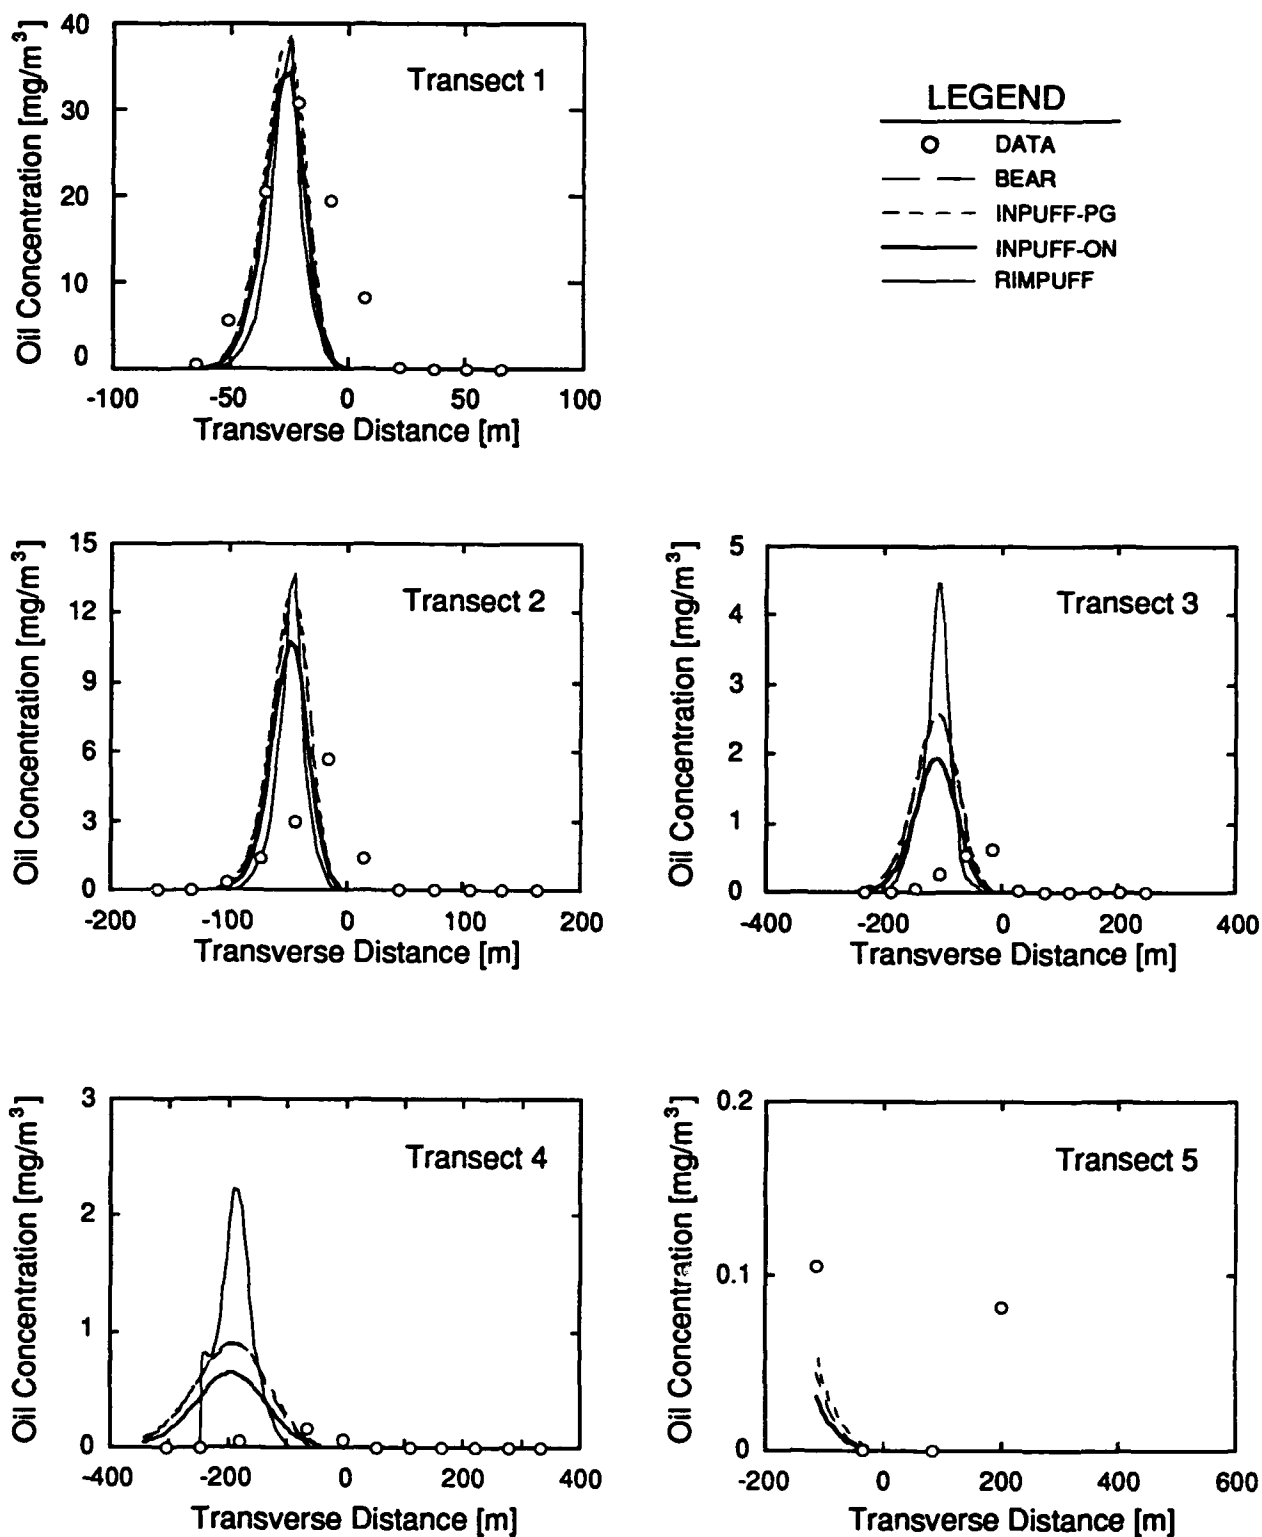 40
30
20
10
0
Oil Concentration [mg/m³]
Transect 1
-100 -50 0 50 100
Transverse Distance [m]
LEGEND
DATA
BEAR
INPUFF-PG
INPUFF-ON
RIMPUFF
15
12
9
6
3
0
Oil Concentration [mg/m³]
Transect 2
-200 -100 0 100 200
Transverse Distance [m]
5
4
3
2
1
0
Oil Concentration [mg/m³]
Transect 3
-400 -200 0 200 400
Transverse Distance [m]
3
2
1
0
Oil Concentration [mg/m³]
Transect 4
-400 -200 0 200 400
Transverse Distance [m]
0.2
0.1
0
Oil Concentration [mg/m³]
Transect 5
-200 0 200 400 600
Transverse Distance [m]